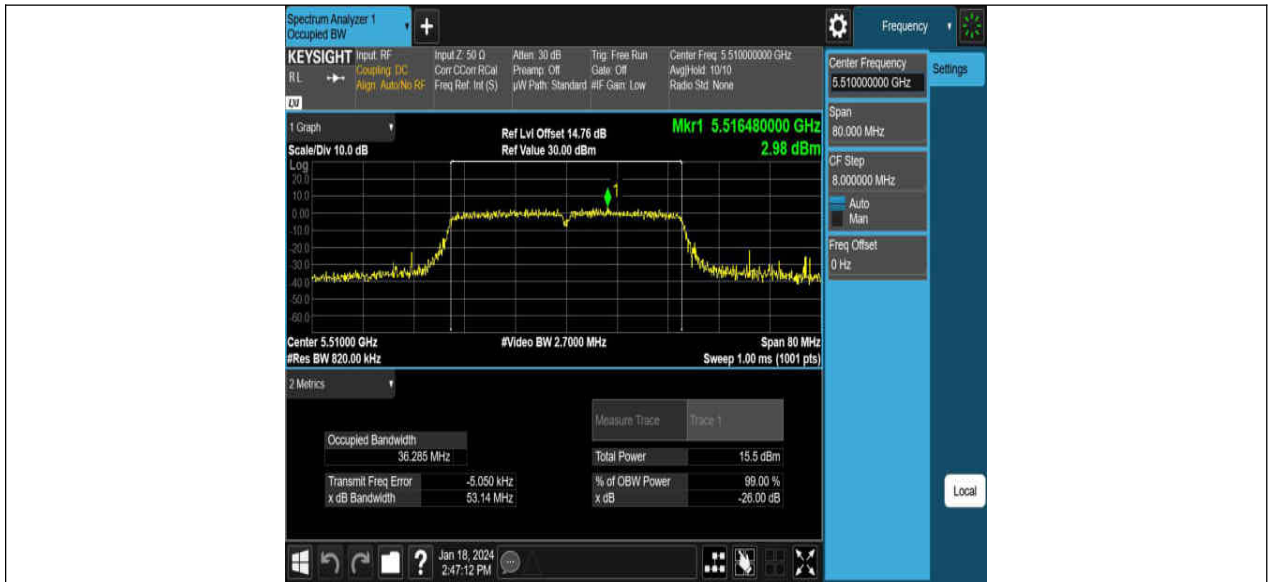 Spectrum Analyzer 1
Occupied BW
+
Frequency
KEYSIGHT
RL
LXI
Input: RF
Coupling: DC
Align: Auto/No RF
Input Z: 50 Ω
Corr CCorr RCal
Freq Ref: Int (S)
Atten: 30 dB
Preamp: Off
µW Path: Standard
Trig: Free Run
Gate: Off
#IF Gain: Low
Center Freq: 5.510000000 GHz
Avg|Hold: 10/10
Radio Std: None
Center Frequency
5.510000000 GHz
Settings
Span
80.000 MHz
CF Step
8.000000 MHz
Auto
Man
Freq Offset
0 Hz
1 Graph
Ref Lvl Offset 14.76 dB
Mkr1 5.516480000 GHz
Scale/Div 10.0 dB
Ref Value 30.00 dBm
2.98 dBm
Log
20.0
10.0
0.00
-10.0
-20.0
-30.0
-40.0
-50.0
-60.0
1
Center 5.51000 GHz
#Video BW 2.7000 MHz
Span 80 MHz
#Res BW 820.00 kHz
Sweep 1.00 ms (1001 pts)
2 Metrics
Measure Trace
Trace 1
Occupied Bandwidth
36.285 MHz
Total Power
15.5 dBm
Transmit Freq Error
-5.050 kHz
% of OBW Power
99.00 %
x dB Bandwidth
53.14 MHz
x dB
-26.00 dB
Local
?
Jan 18, 2024
2:47:12 PM